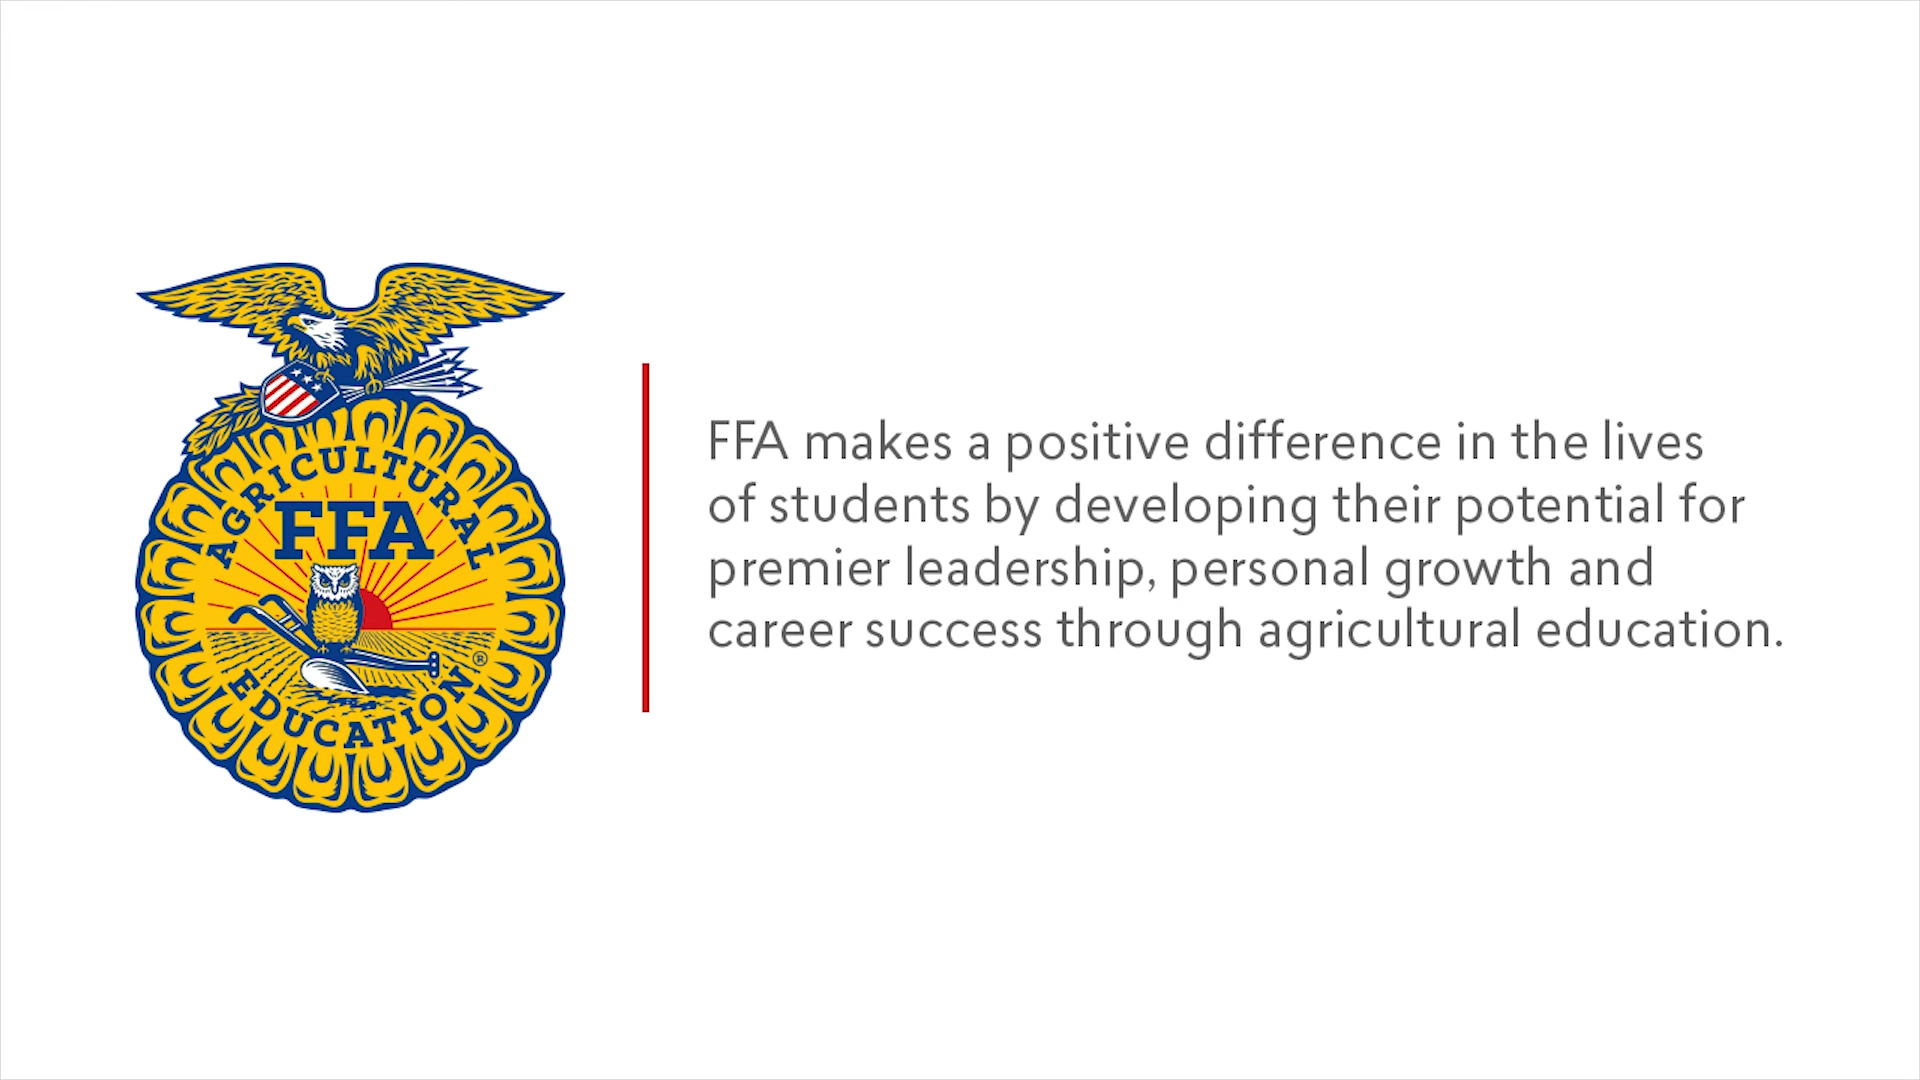 AGRICULTURAL
FFA
EDUCATION
®
FFA makes a positive difference in the lives
of students by developing their potential for
premier leadership, personal growth and
career success through agricultural education.